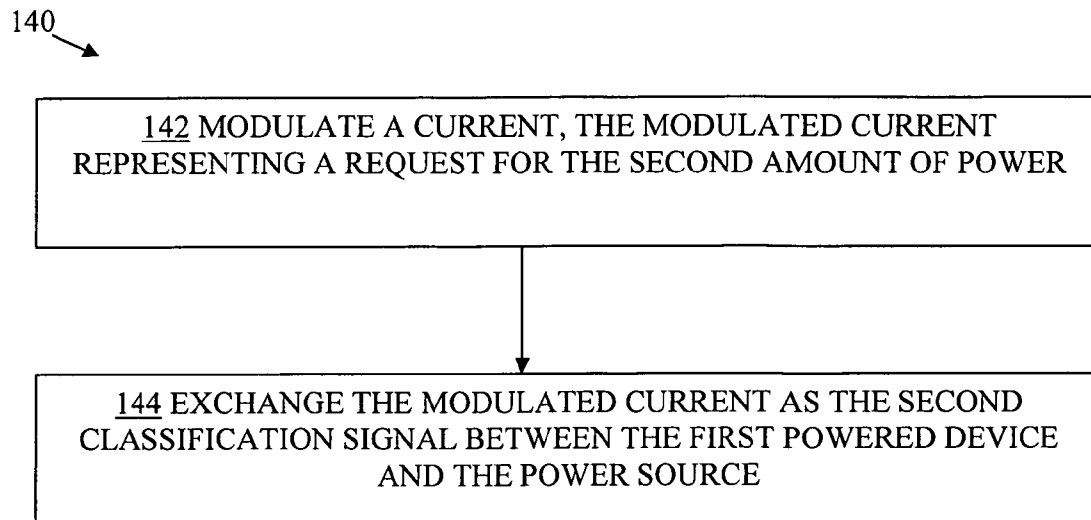 140
142 MODULATE A CURRENT, THE MODULATED CURRENT
REPRESENTING A REQUEST FOR THE SECOND AMOUNT OF POWER
144 EXCHANGE THE MODULATED CURRENT AS THE SECOND
CLASSIFICATION SIGNAL BETWEEN THE FIRST POWERED DEVICE
AND THE POWER SOURCE